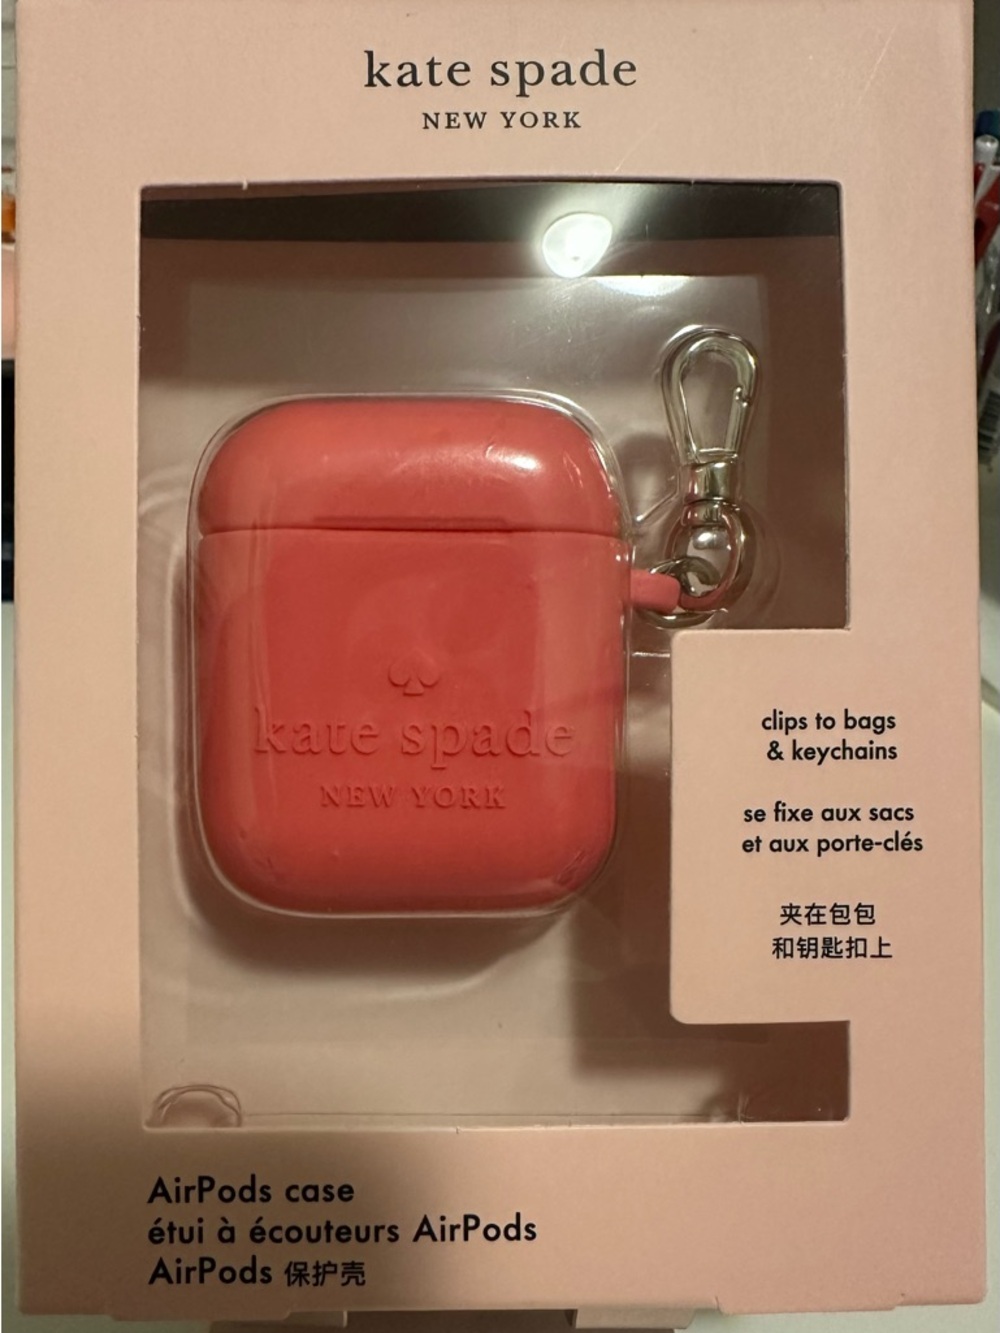 kate spade
NEW YORK
kate spade
NEW YORK
clips to bags
& keychains
se fixe aux sacs
et aux porte-clés
夹在包包
和钥匙扣上
AirPods case
étui à écouteurs AirPods
AirPods 保护壳